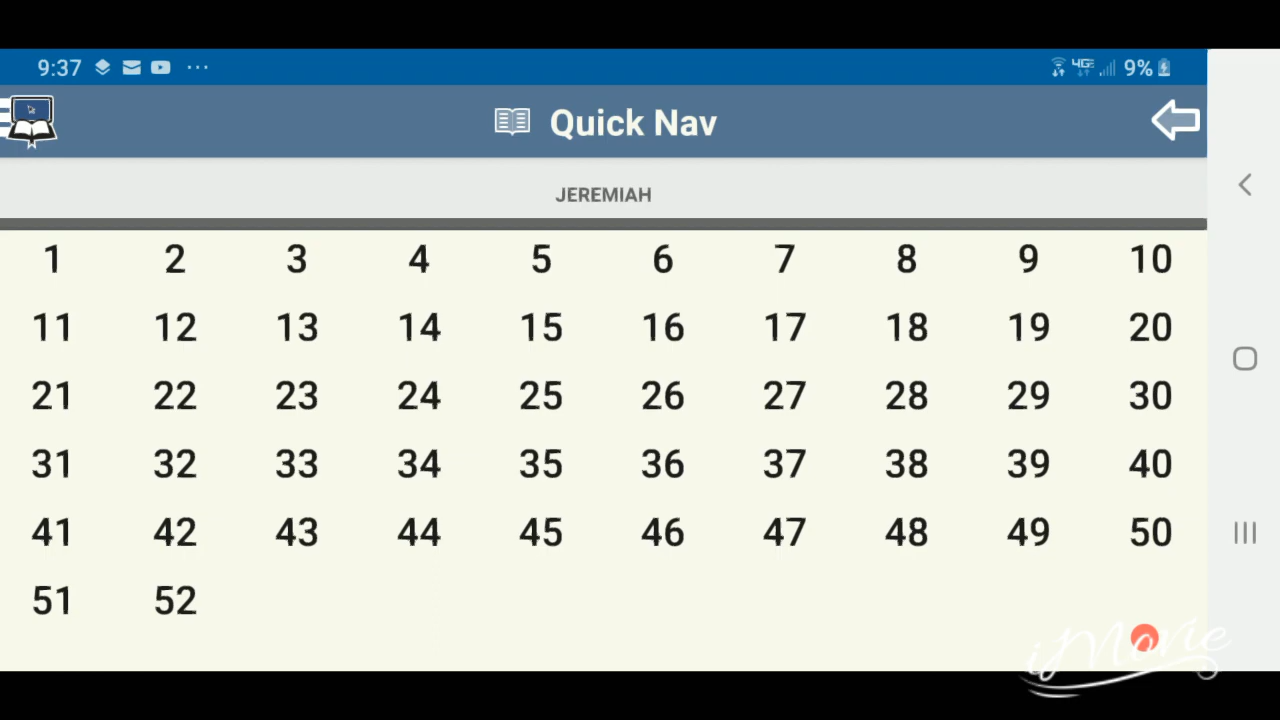 9:37 ... 4GE 9%
Quick Nav
JEREMIAH
1 2 3 4 5 6 7 8 9 10
11 12 13 14 15 16 17 18 19 20
21 22 23 24 25 26 27 28 29 30
31 32 33 34 35 36 37 38 39 40
41 42 43 44 45 46 47 48 49 50
51 52
iMovie